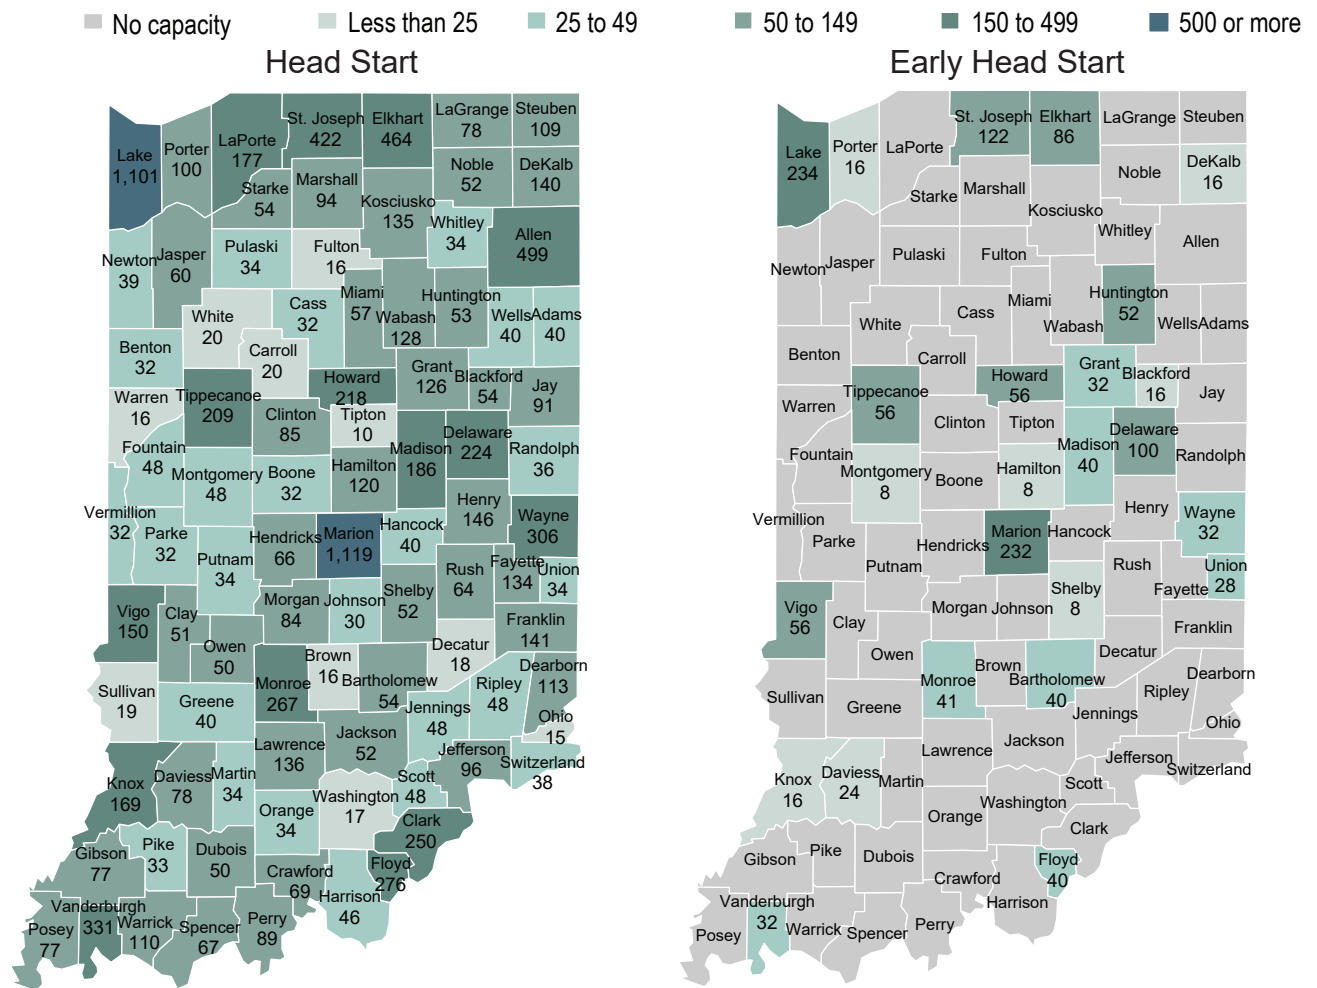 No capacity
Less than 25
25 to 49
50 to 149
150 to 499
500 or more
Head Start
Early Head Start
Lake
1,101
Porter
100
LaPorte
177
St. Joseph
422
Elkhart
464
LaGrange
78
Steuben
109
Noble
52
DeKalb
140
Starke
54
Marshall
94
Kosciusko
135
Whitley
34
Allen
499
Newton
39
Jasper
60
Pulaski
34
Fulton
16
Miami
57
Wabash
128
Huntington
53
Wells
40
Adams
40
White
20
Cass
32
Benton
32
Carroll
20
Howard
218
Grant
126
Blackford
54
Jay
91
Warren
16
Tippecanoe
209
Clinton
85
Tipton
10
Madison
186
Delaware
224
Randolph
36
Fountain
48
Montgomery
48
Boone
32
Hamilton
120
Henry
146
Wayne
306
Vermillion
32
Parke
32
Putnam
34
Hendricks
66
Marion
1,119
Hancock
40
Rush
64
Fayette
134
Union
34
Vigo
150
Clay
51
Owen
50
Morgan
84
Johnson
30
Shelby
52
Franklin
141
Decatur
18
Sullivan
19
Greene
40
Monroe
267
Brown
16
Bartholomew
54
Jennings
48
Ripley
48
Dearborn
113
Ohio
15
Knox
169
Daviess
78
Martin
34
Lawrence
136
Jackson
52
Jefferson
96
Switzerland
38
Scott
48
Washington
17
Orange
34
Clark
250
Floyd
276
Gibson
77
Pike
33
Dubois
50
Crawford
69
Harrison
46
Posey
77
Vanderburgh
331
Warrick
110
Spencer
67
Perry
89
Lake
234
Porter
16
LaPorte
St. Joseph
122
Elkhart
86
LaGrange
Steuben
Noble
DeKalb
16
Starke
Marshall
Kosciusko
Whitley
Allen
Newton
Jasper
Pulaski
Fulton
Miami
Wabash
Huntington
52
Wells
Adams
White
Cass
Benton
Carroll
Howard
56
Grant
32
Blackford
16
Jay
Warren
Tippecanoe
56
Clinton
Tipton
Madison
40
Delaware
100
Randolph
Fountain
Montgomery
8
Boone
Hamilton
8
Henry
Wayne
32
Vermillion
Parke
Putnam
Hendricks
Marion
232
Hancock
Rush
Fayette
Union
28
Vigo
56
Clay
Owen
Morgan
Johnson
Shelby
8
Franklin
Decatur
Sullivan
Greene
Monroe
41
Brown
Bartholomew
40
Jennings
Ripley
Dearborn
Ohio
Knox
16
Daviess
24
Martin
Lawrence
Jackson
Jefferson
Switzerland
Scott
Washington
Orange
Clark
Floyd
40
Gibson
Pike
Dubois
Crawford
Harrison
Posey
Vanderburgh
32
Warrick
Spencer
Perry